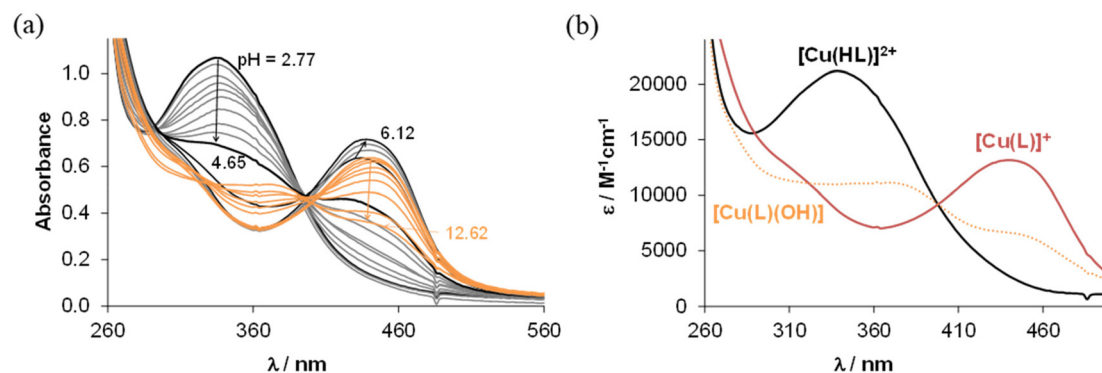 (a)
Absorbance
1.0
0.8
0.6
0.4
0.2
0.0
pH = 2.77
4.65
6.12
12.62
260 360 460 560
λ / nm
(b)
ε / M⁻¹cm⁻¹
20000
15000
10000
5000
0
[Cu(HL)]²⁺
[Cu(L)]⁺
[Cu(L)(OH)]
260 310 360 410 460
λ / nm